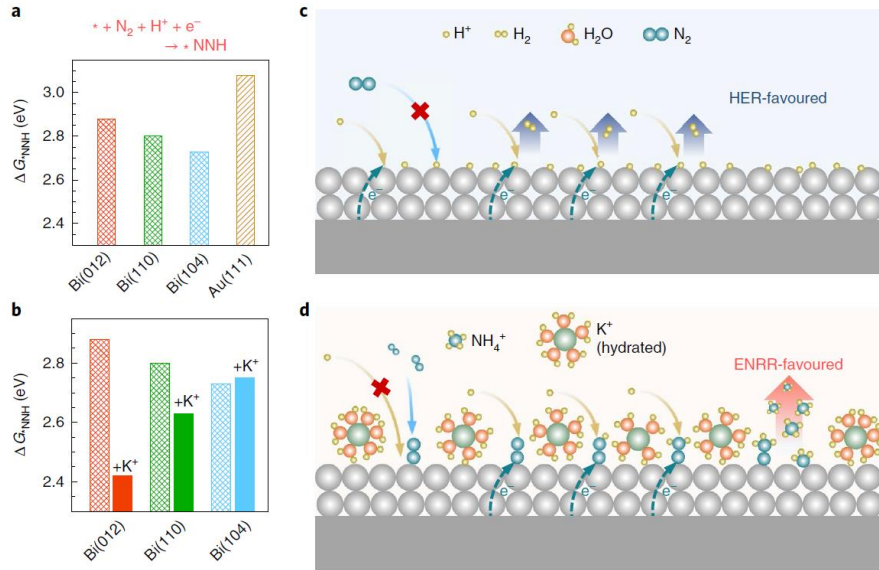 a
* + N₂ + H⁺ + e⁻
→ * NNH
Δ G*NNH (eV)
3.0
2.8
2.6
2.4
Bi(012)
Bi(110)
Bi(104)
Au(111)
b
Δ G*NNH (eV)
2.8
2.6
2.4
+K⁺
+K⁺
+K⁺
Bi(012)
Bi(110)
Bi(104)
c
H⁺ H₂ H₂O N₂
HER-favoured
e⁻ e⁻ e⁻ e⁻
d
NH₄⁺
K⁺
(hydrated)
ENRR-favoured
e⁻ e⁻ e⁻